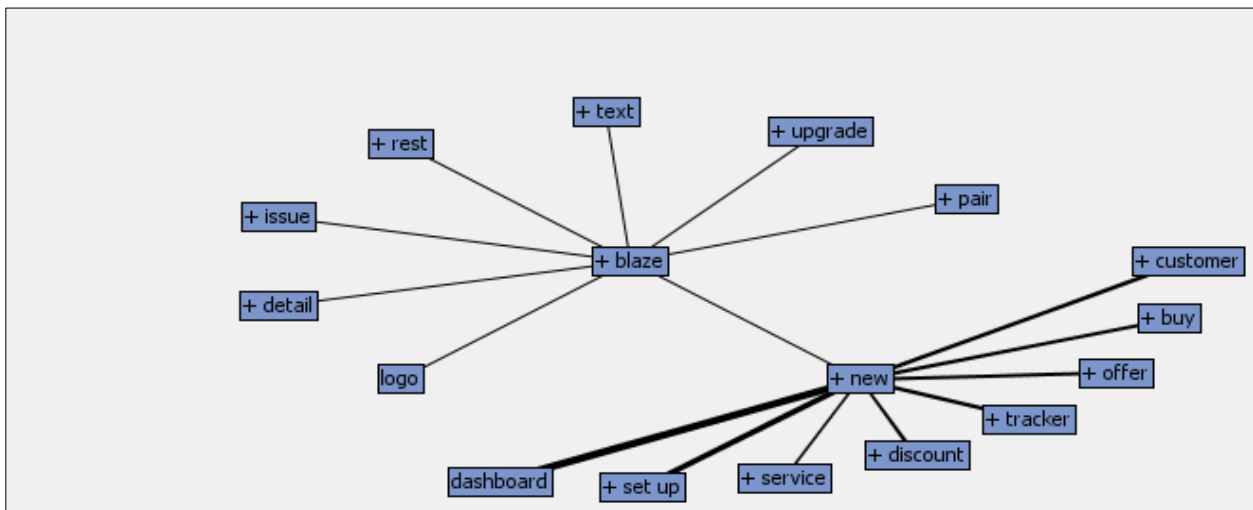 + text
+ upgrade
+ rest
+ pair
+ issue
+ blaze
+ customer
+ detail
+ buy
logo
+ new
+ offer
+ tracker
+ discount
dashboard
+ set up
+ service